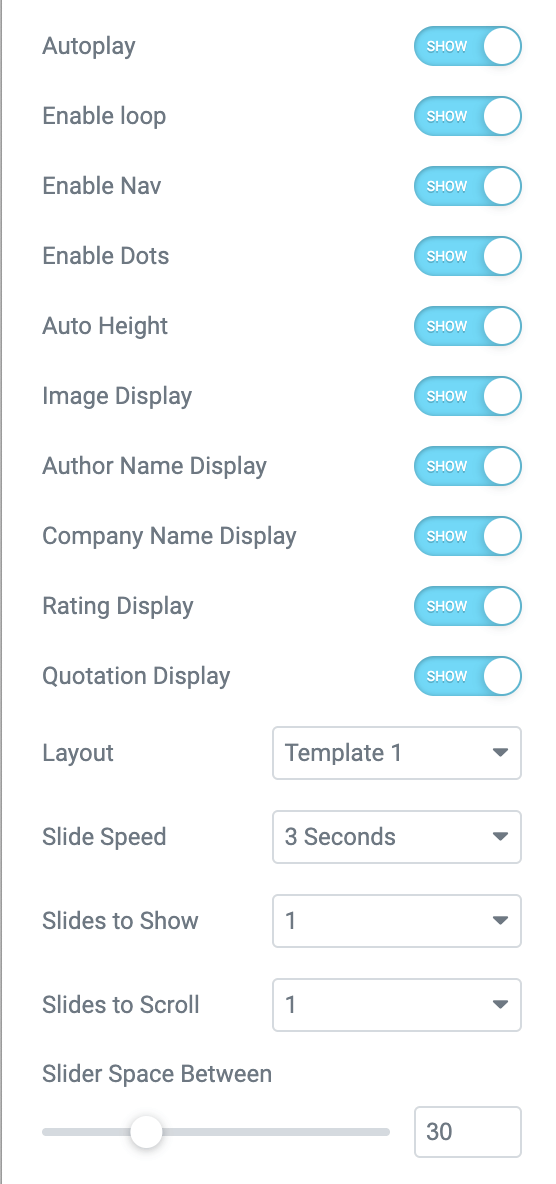 Autoplay SHOW
Enable loop SHOW
Enable Nav SHOW
Enable Dots SHOW
Auto Height SHOW
Image Display SHOW
Author Name Display SHOW
Company Name Display SHOW
Rating Display SHOW
Quotation Display SHOW
Layout Template 1
Slide Speed 3 Seconds
Slides to Show 1
Slides to Scroll 1
Slider Space Between
30